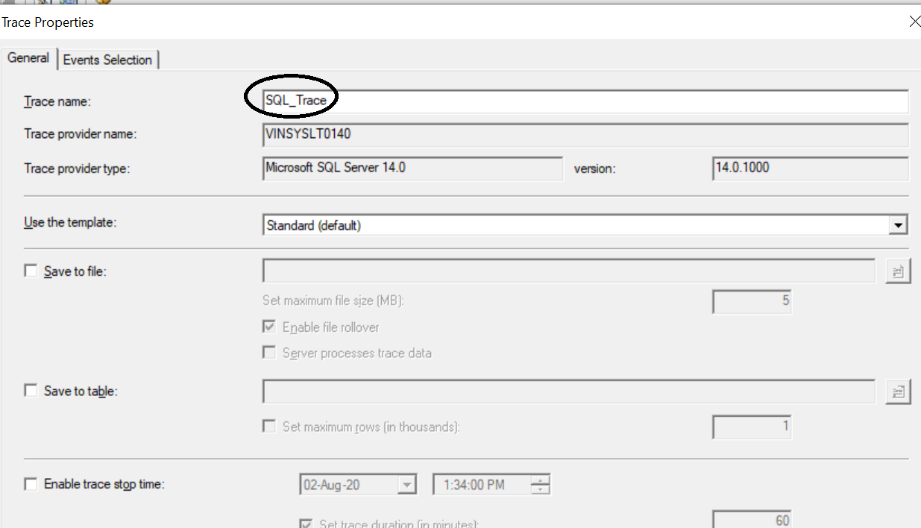 Trace Properties
General Events Selection
Trace name: SQL_Trace
Trace provider name: VINSYSLT0140
Trace provider type: Microsoft SQL Server 14.0 version: 14.0.1000
Use the template: Standard (default)
Save to file:
Set maximum file size (MB): 5
Enable file rollover
Server processes trace data
Save to table:
Set maximum rows (in thousands): 1
Enable trace stop time: 02-Aug-20 1:34:00 PM
Set trace duration (in minutes): 60